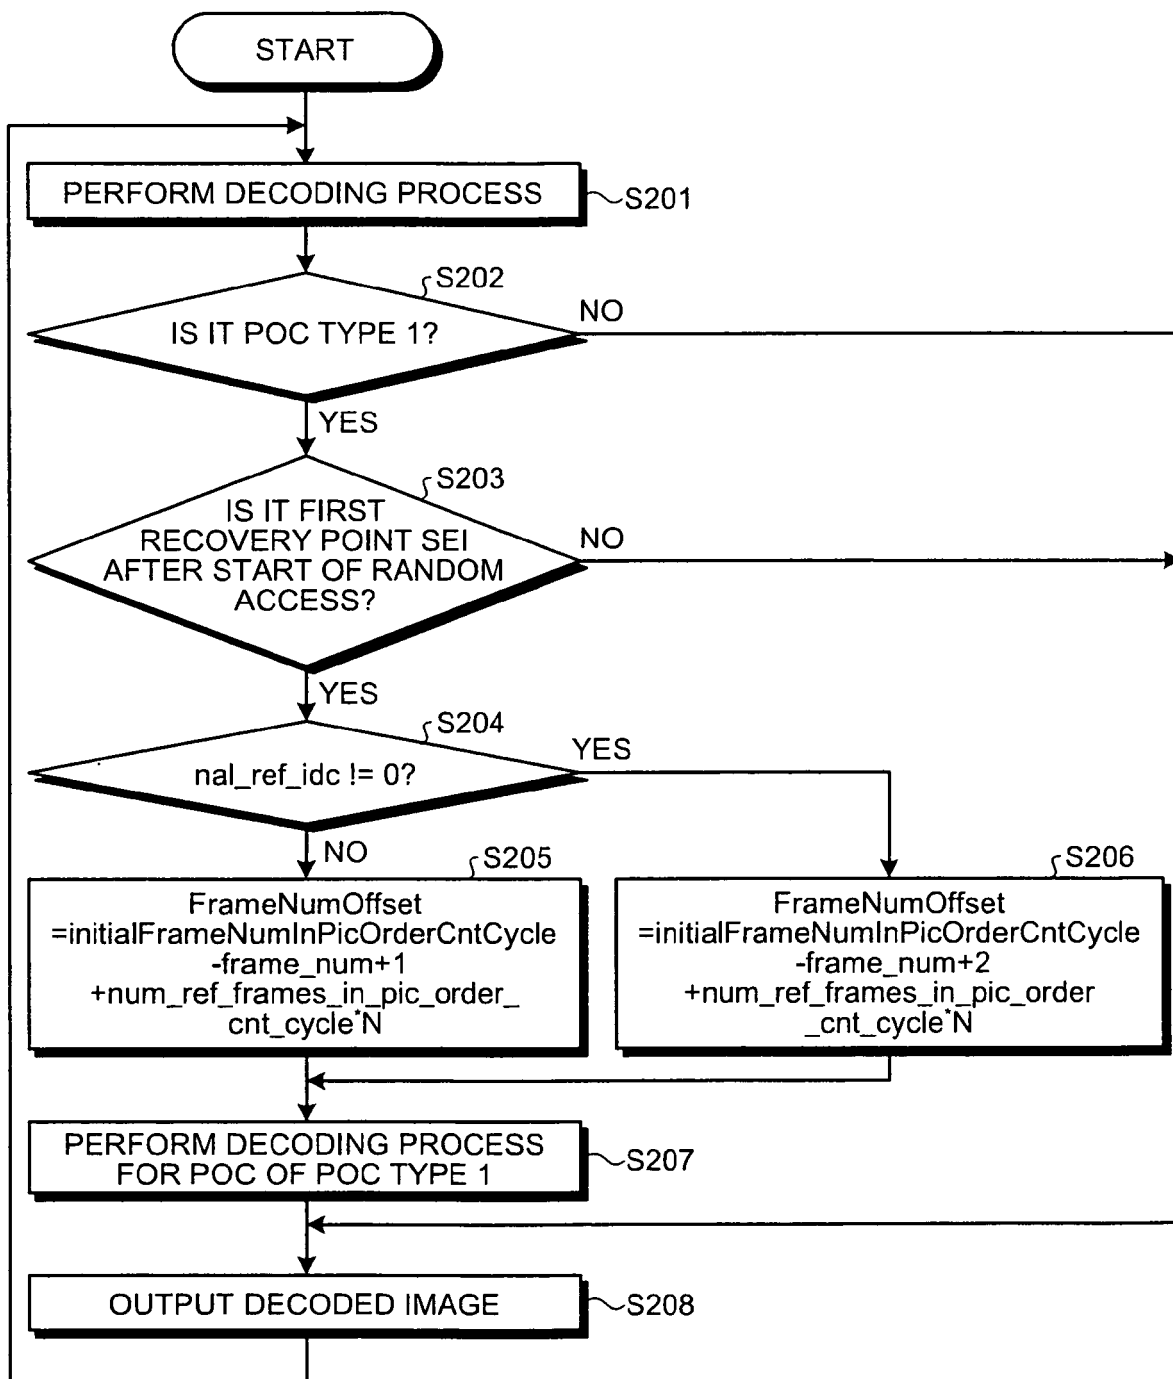 START
PERFORM DECODING PROCESS
S201
S202
IS IT POC TYPE 1?
NO
YES
S203
IS IT FIRST
RECOVERY POINT SEI
AFTER START OF RANDOM
ACCESS?
NO
YES
S204
nal_ref_idc != 0?
YES
NO
S205
FrameNumOffset
=initialFrameNumInPicOrderCntCycle
-frame_num+1
+num_ref_frames_in_pic_order_
cnt_cycle*N
S206
FrameNumOffset
=initialFrameNumInPicOrderCntCycle
-frame_num+2
+num_ref_frames_in_pic_order
_cnt_cycle*N
PERFORM DECODING PROCESS
FOR POC OF POC TYPE 1
S207
OUTPUT DECODED IMAGE
S208